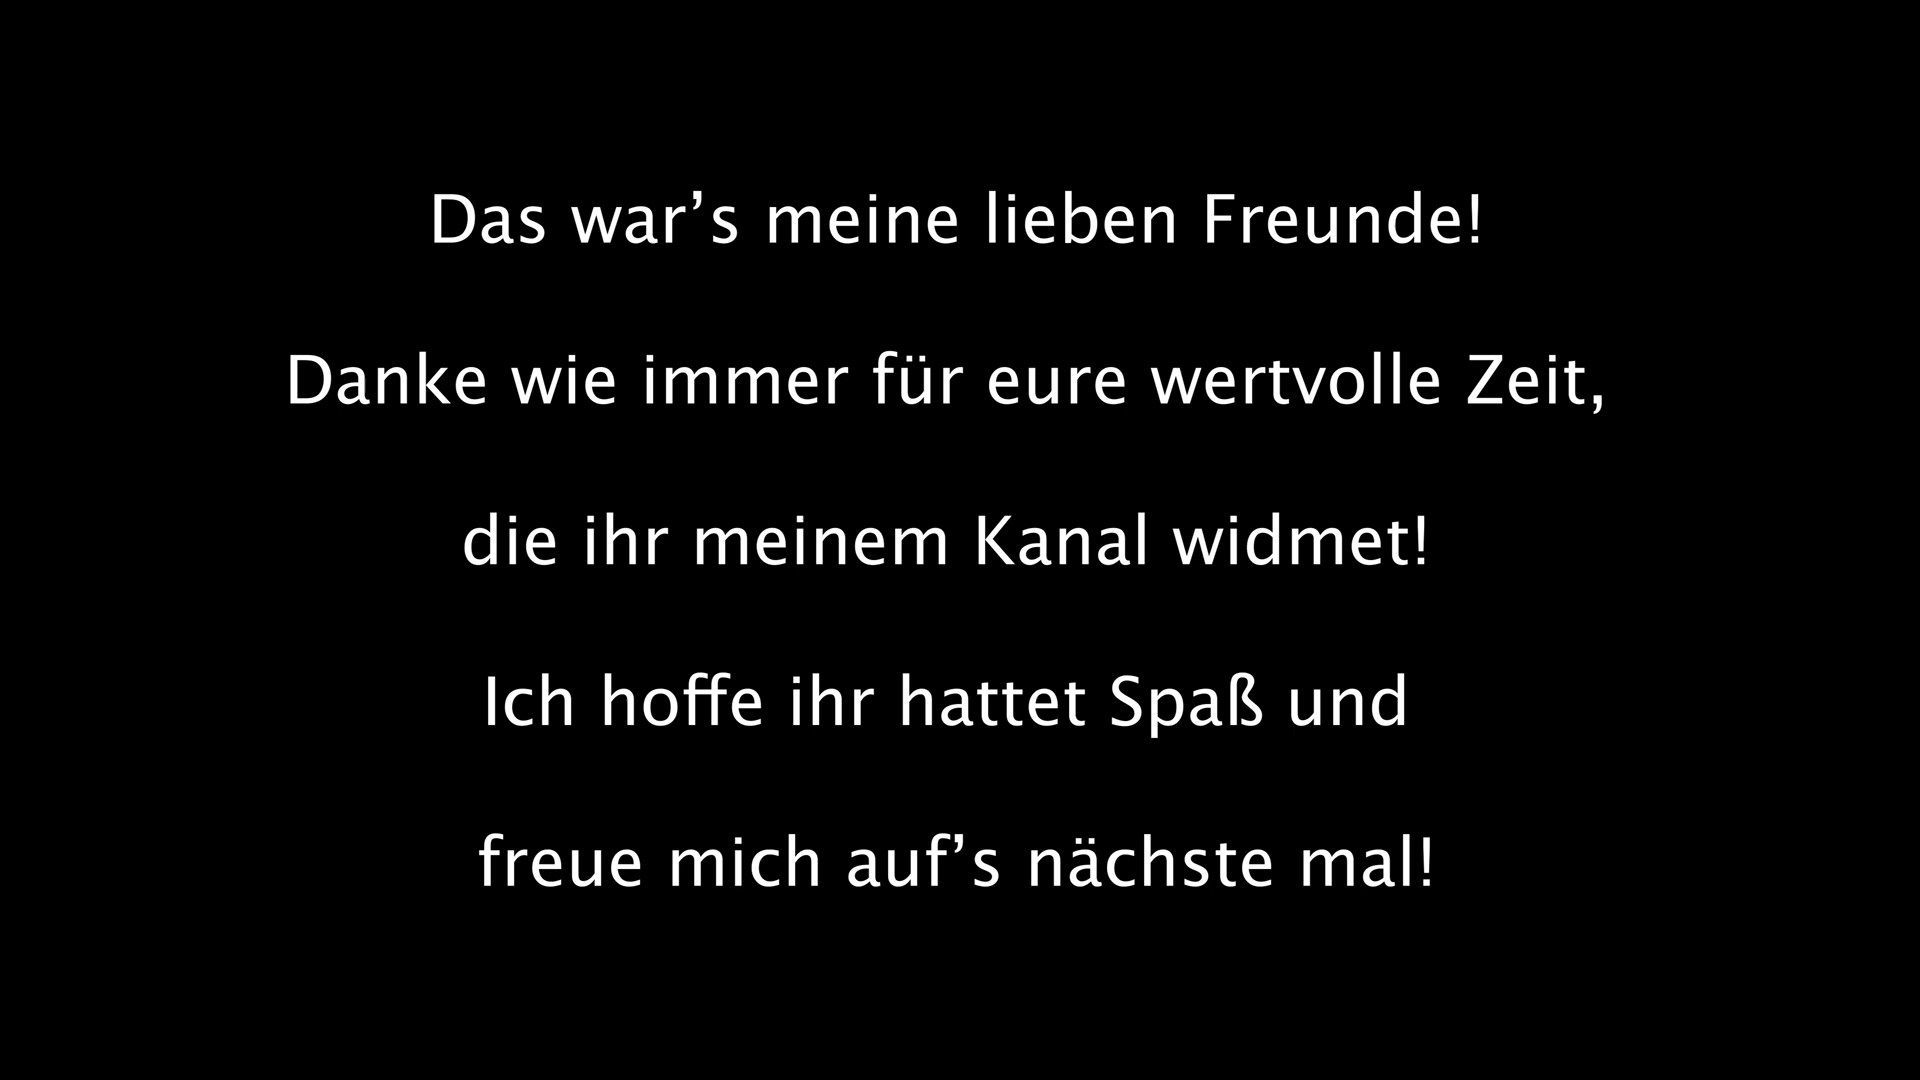 Das war’s meine lieben Freunde!
Danke wie immer für eure wertvolle Zeit,
die ihr meinem Kanal widmet!
Ich hoffe ihr hattet Spaß und
freue mich auf’s nächste mal!